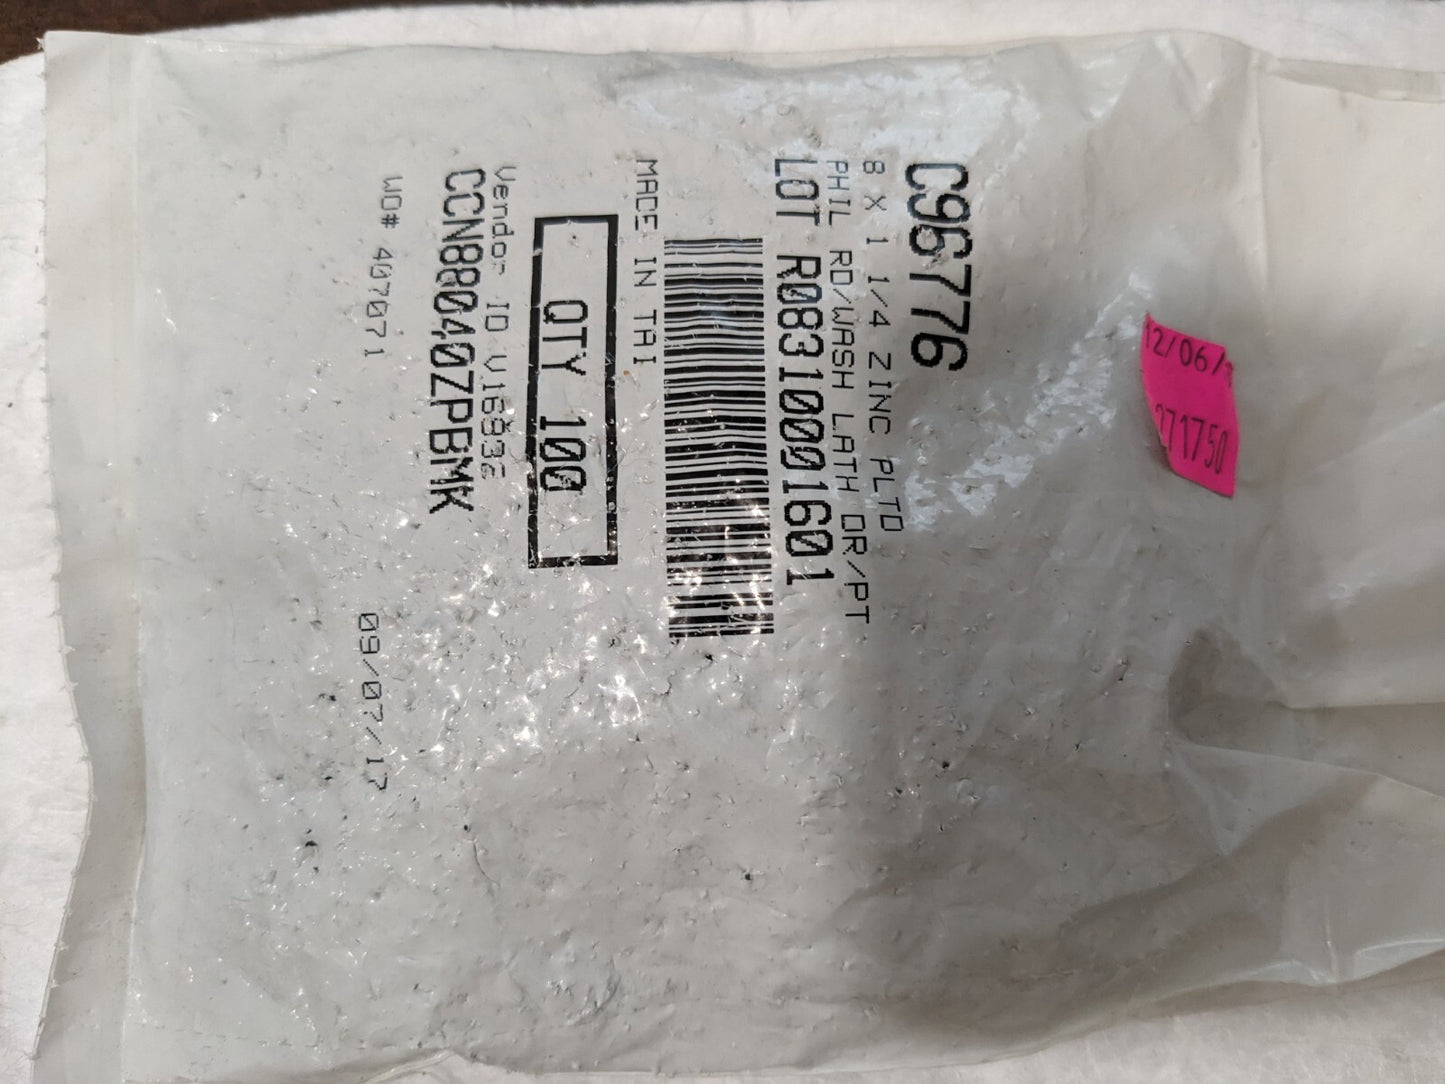 C96776
8 X 1 1/4 ZINC PLTD
PHIL RD/WASH LATH DR/PT
LOT R08310001601
MADE IN TAI
QTY 100
Vendor ID V16836
CCN88040ZPBMK
WO# 407071
09/07/17
12/06/
271750